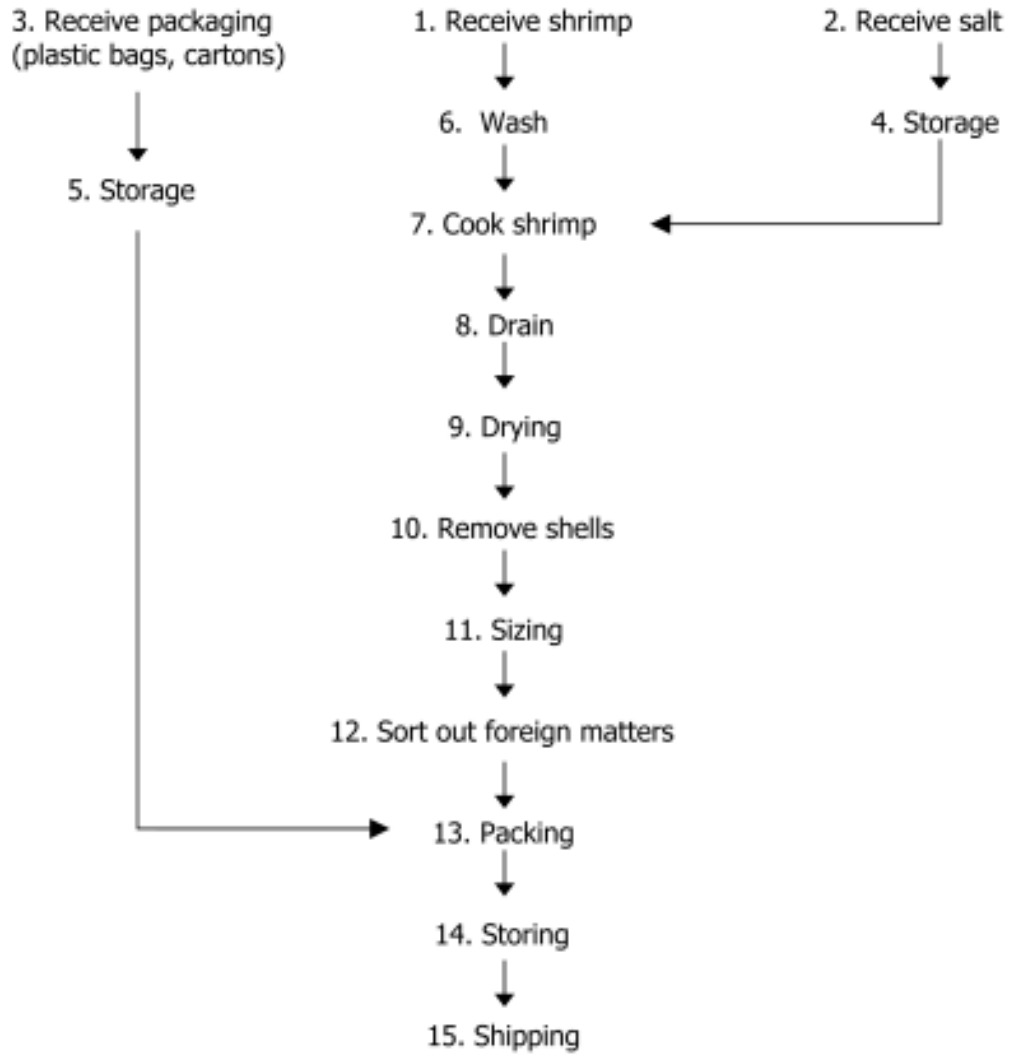 3. Receive packaging
(plastic bags, cartons)
1. Receive shrimp
2. Receive salt
6. Wash
4. Storage
5. Storage
7. Cook shrimp
8. Drain
9. Drying
10. Remove shells
11. Sizing
12. Sort out foreign matters
13. Packing
14. Storing
15. Shipping